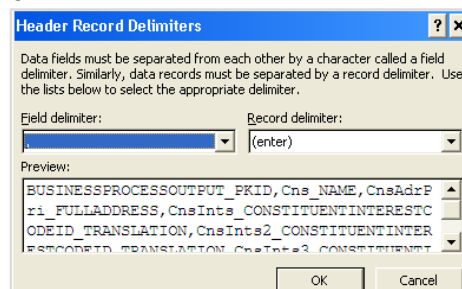 Header Record Delimiters
Data fields must be separated from each other by a character called a field
delimiter. Similarly, data records must be separated by a record delimiter. Use
the lists below to select the appropriate delimiter.
Field delimiter: Record delimiter:
, (enter)
Preview:
BUSINESSPROCESSOUTPUT_PKID,Cns_NAME,CnsAdrP
ri_FULLADDRESS,CnsInts_CONSTITUENTINTERESTC
ODEID_TRANSLATION,CnsInts2_CONSTITUENTINTER
ESTCODEID_TRANSLATION,CnsInts3_CONSTITUENTI
OK Cancel